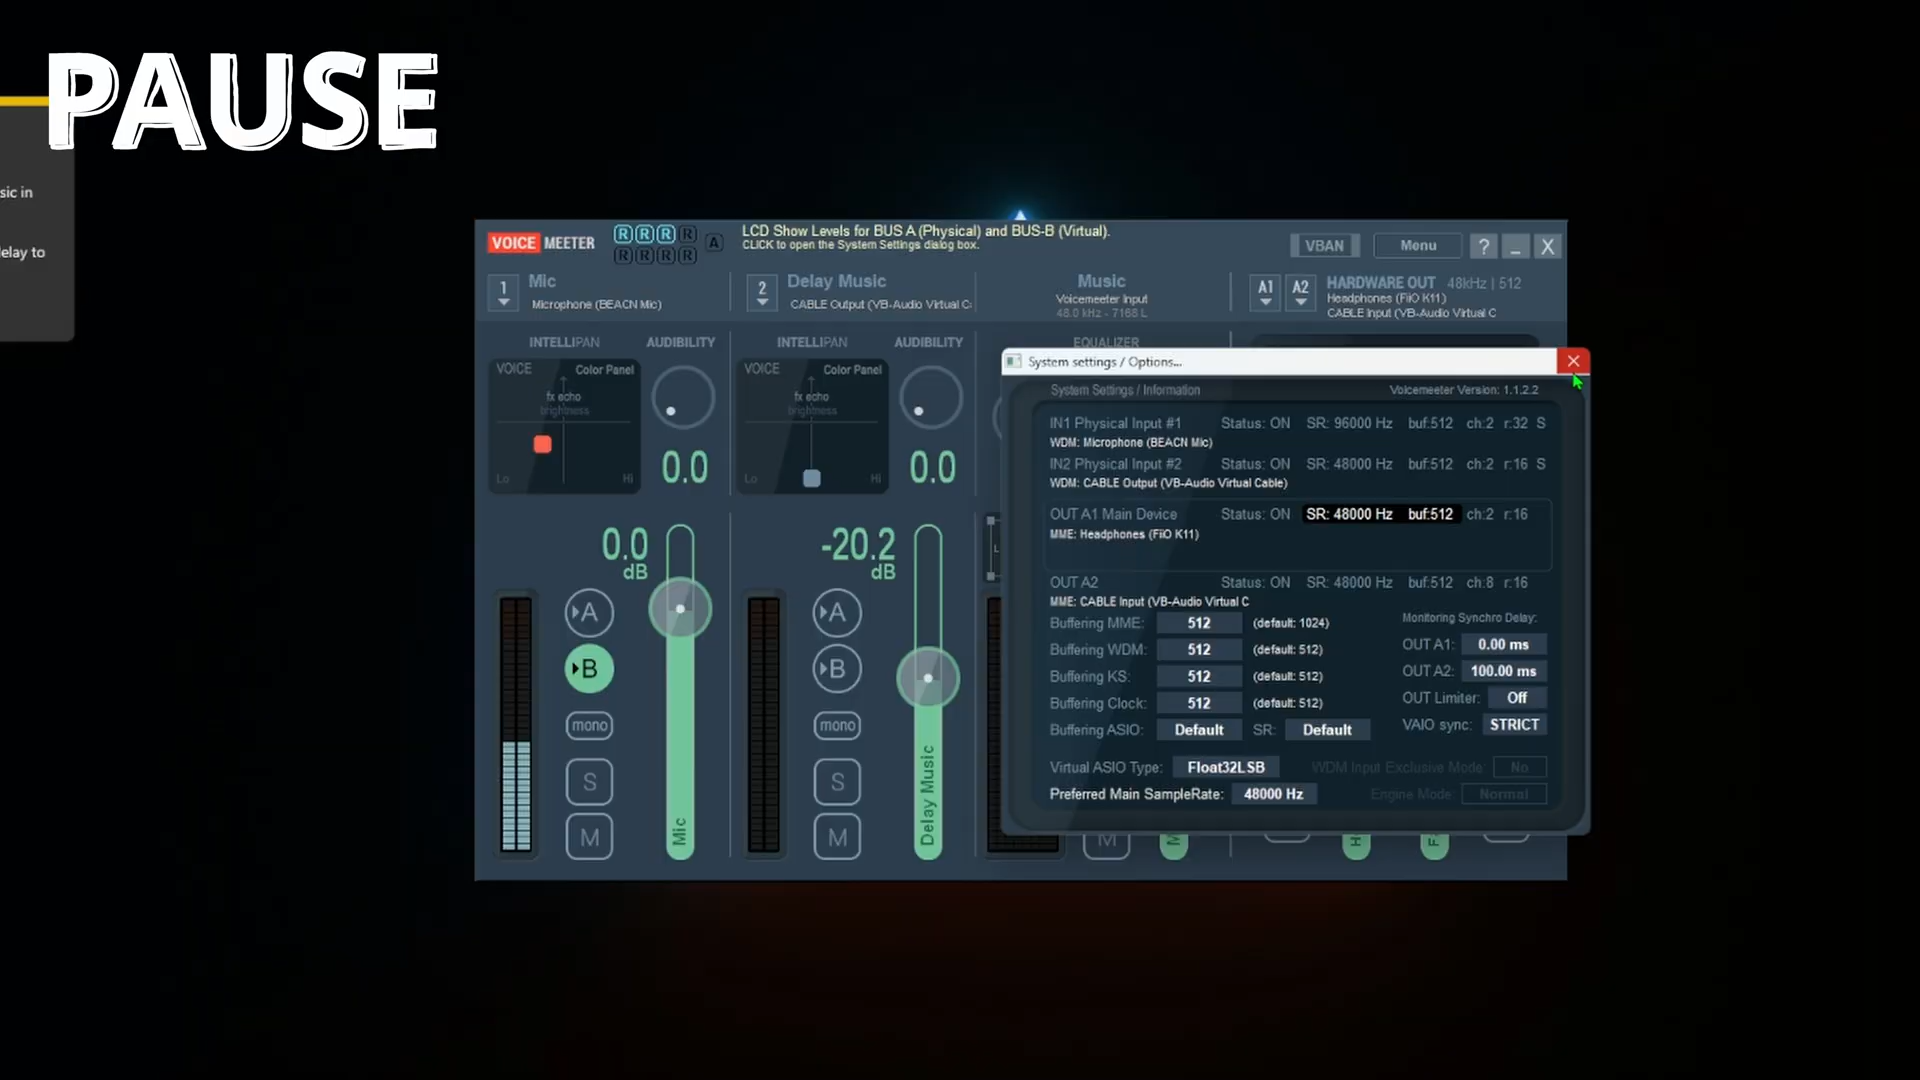 PAUSE
sic in
elay to
VOICE MEETER
R R R R
R R R R
A
LCD Show Levels for BUS A (Physical) and BUS-B (Virtual).
CLICK to open the System Settings dialog box.
VBAN
Menu
?
_
X
1
Mic
Microphone (BEACN Mic)
2
Delay Music
CABLE Output (VB-Audio Virtual C
Music
Voicemeeter Input
48.0 kHz - 7168 L
A1
A2
HARDWARE OUT 48kHz | 512
Headphones (FiiO K11)
CABLE Input (VB-Audio Virtual C
INTELLIPAN
AUDIBILITY
INTELLIPAN
AUDIBILITY
EQUALIZER
VOICE
Color Panel
fx echo
brightness
Lo
Hi
0.0
VOICE
Color Panel
fx echo
brightness
Lo
Hi
0.0
0.0
dB
A
B
mono
S
M
Mic
-20.2
dB
A
B
mono
S
M
Delay Music
L
M
M
H
System settings / Options...
System Settings / Information
Voicemeeter Version: 1.1.2.2
IN1 Physical Input #1 Status: ON SR: 96000 Hz buf:512 ch:2 r:32 S
WDM: Microphone (BEACN Mic)
IN2 Physical Input #2 Status: ON SR: 48000 Hz buf:512 ch:2 r:16 S
WDM: CABLE Output (VB-Audio Virtual Cable)
OUT A1 Main Device Status: ON SR: 48000 Hz buf:512 ch:2 r:16
MME: Headphones (FiiO K11)
OUT A2 Status: ON SR: 48000 Hz buf:512 ch:8 r:16
MME: CABLE Input (VB-Audio Virtual C
Buffering MME: 512 (default: 1024)
Buffering WDM: 512 (default: 512)
Buffering KS: 512 (default: 512)
Buffering Clock: 512 (default: 512)
Buffering ASIO: Default SR: Default
Monitoring Synchro Delay:
OUT A1: 0.00 ms
OUT A2: 100.00 ms
OUT Limiter: Off
VAIO sync: STRICT
Virtual ASIO Type: Float32LSB
WDM Input Exclusive Mode: No
Preferred Main SampleRate: 48000 Hz
Engine Mode: Normal